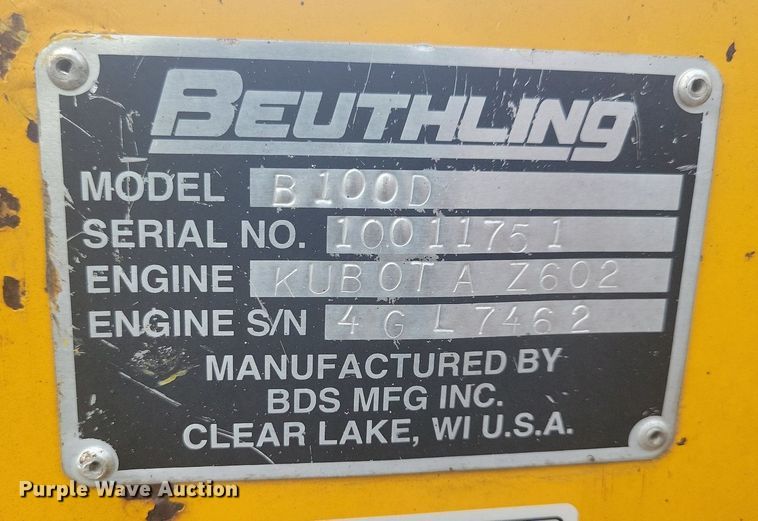 BEUTHLING
MODEL B100D
SERIAL NO. 10011751
ENGINE KUBOTA Z602
ENGINE S/N 4GL7462
MANUFACTURED BY
BDS MFG INC.
CLEAR LAKE, WI U.S.A.
Purple Wave Auction